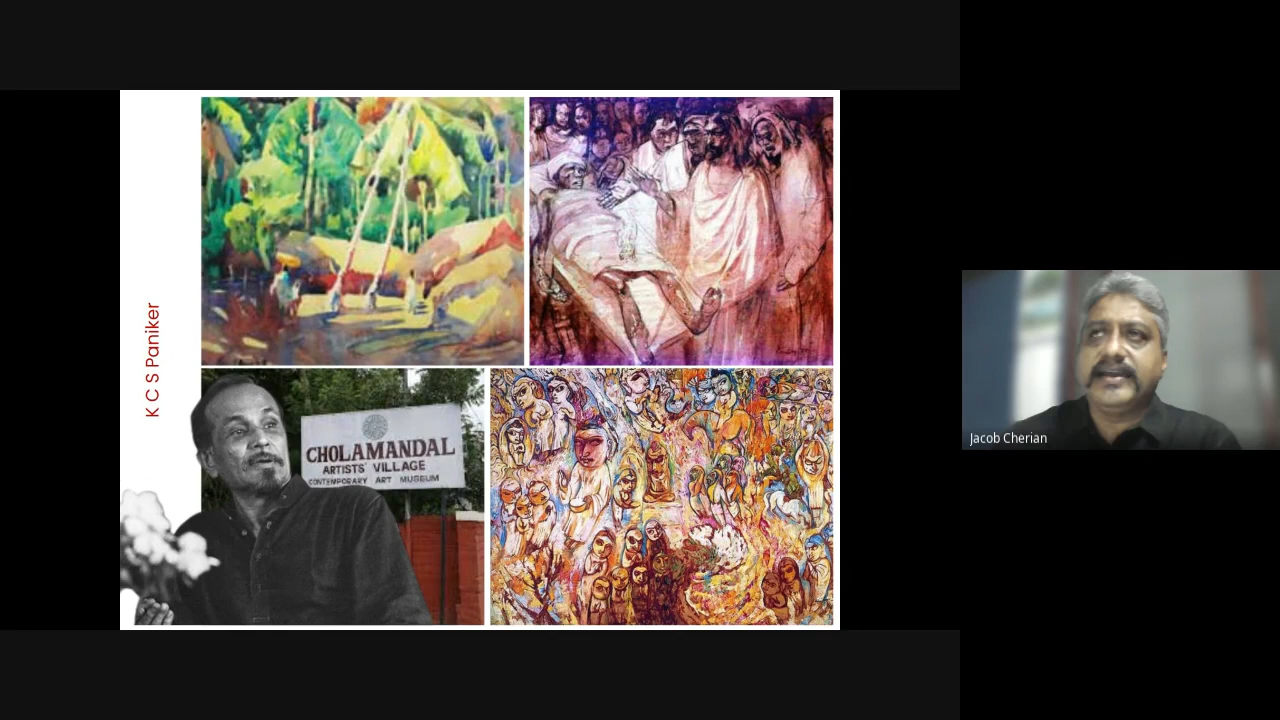 K C S Paniker
CHOLAMANDAL
ARTISTS' VILLAGE
CONTEMPORARY ART MUSEUM
Jacob Cherian